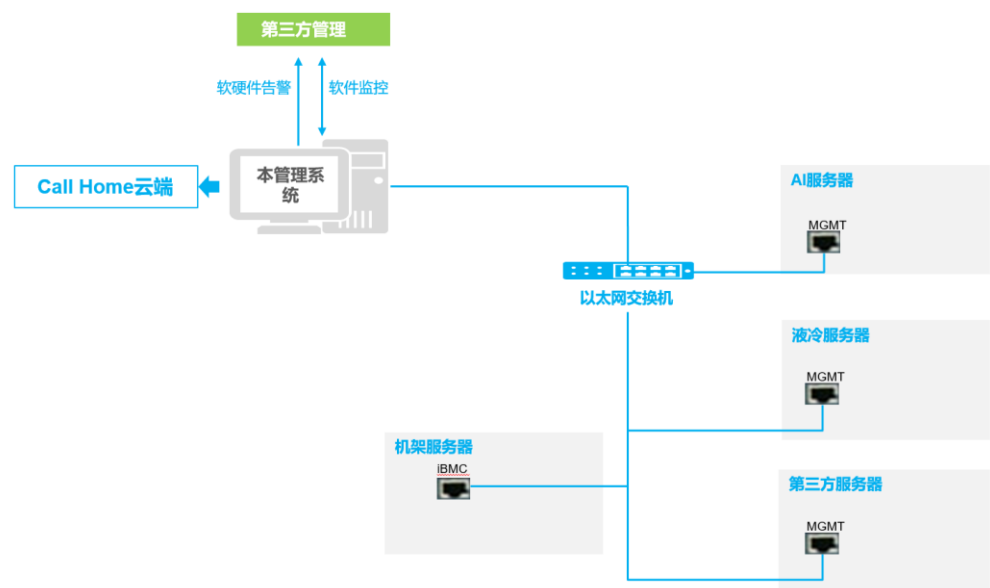 第三方管理
软硬件告警
软件监控
Call Home云端
本管理系
统
AI服务器
MGMT
以太网交换机
液冷服务器
MGMT
机架服务器
iBMC
第三方服务器
MGMT